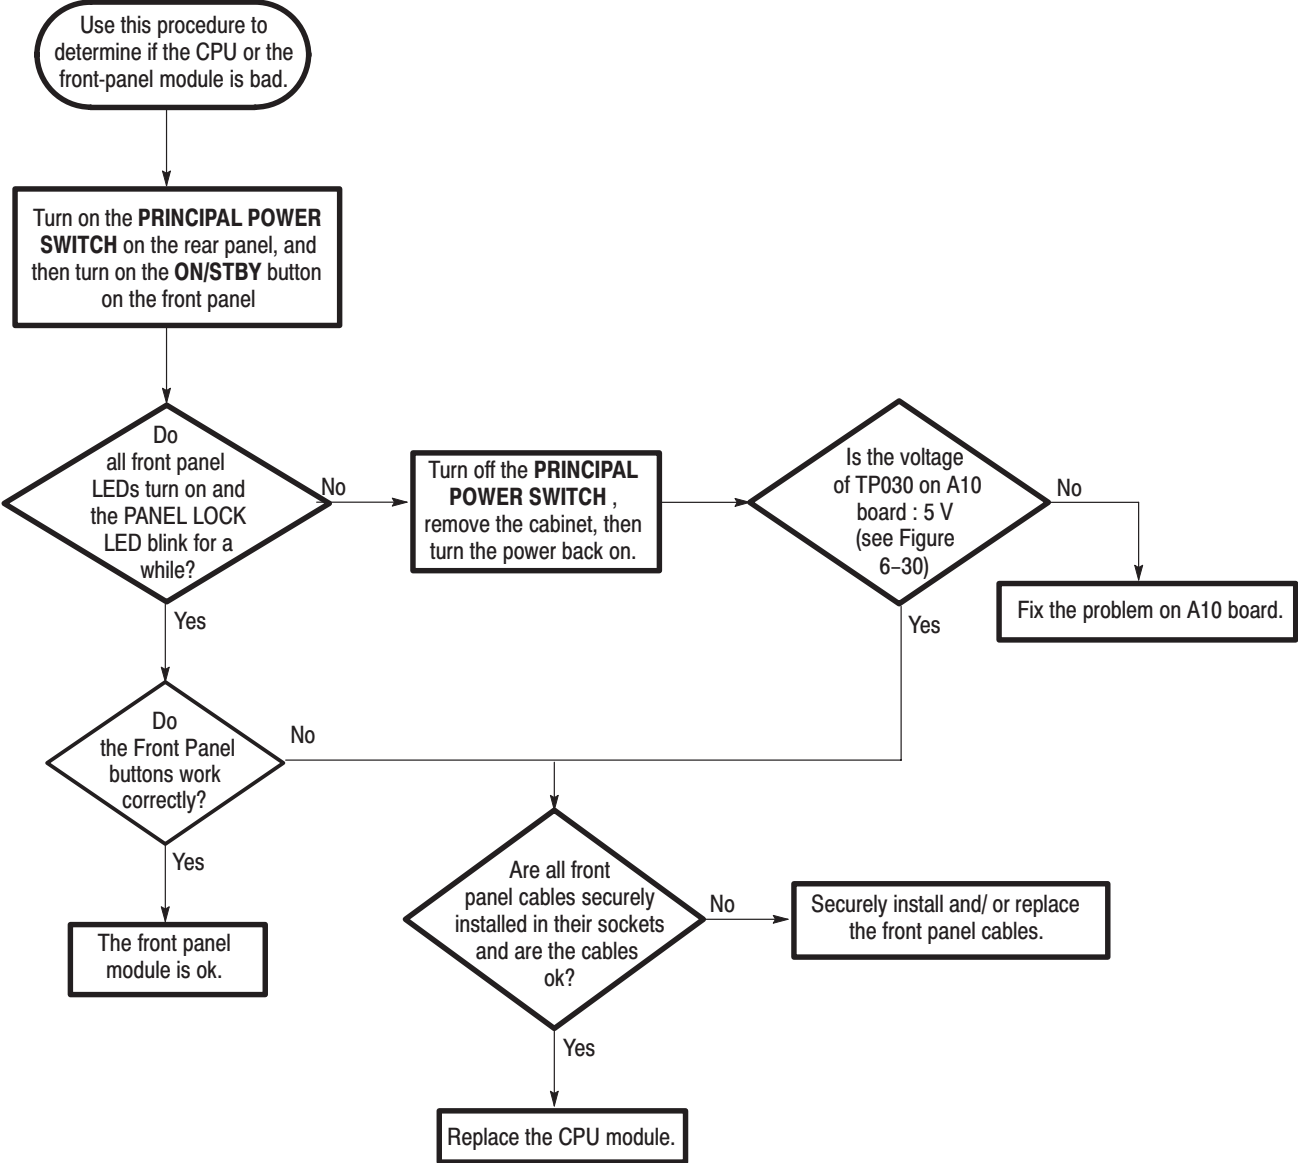 Use this procedure to
determine if the CPU or the
front-panel module is bad.
Turn on the PRINCIPAL POWER
SWITCH on the rear panel, and
then turn on the ON/STBY button
on the front panel
Do
all front panel
LEDs turn on and
the PANEL LOCK
LED blink for a
while?
No
Turn off the PRINCIPAL
POWER SWITCH ,
remove the cabinet, then
turn the power back on.
Is the voltage
of TP030 on A10
board : 5 V
(see Figure
6–30)
No
Fix the problem on A10 board.
Yes
Yes
Do
the Front Panel
buttons work
correctly?
No
Yes
The front panel
module is ok.
Are all front
panel cables securely
installed in their sockets
and are the cables
ok?
No
Securely install and/ or replace
the front panel cables.
Yes
Replace the CPU module.